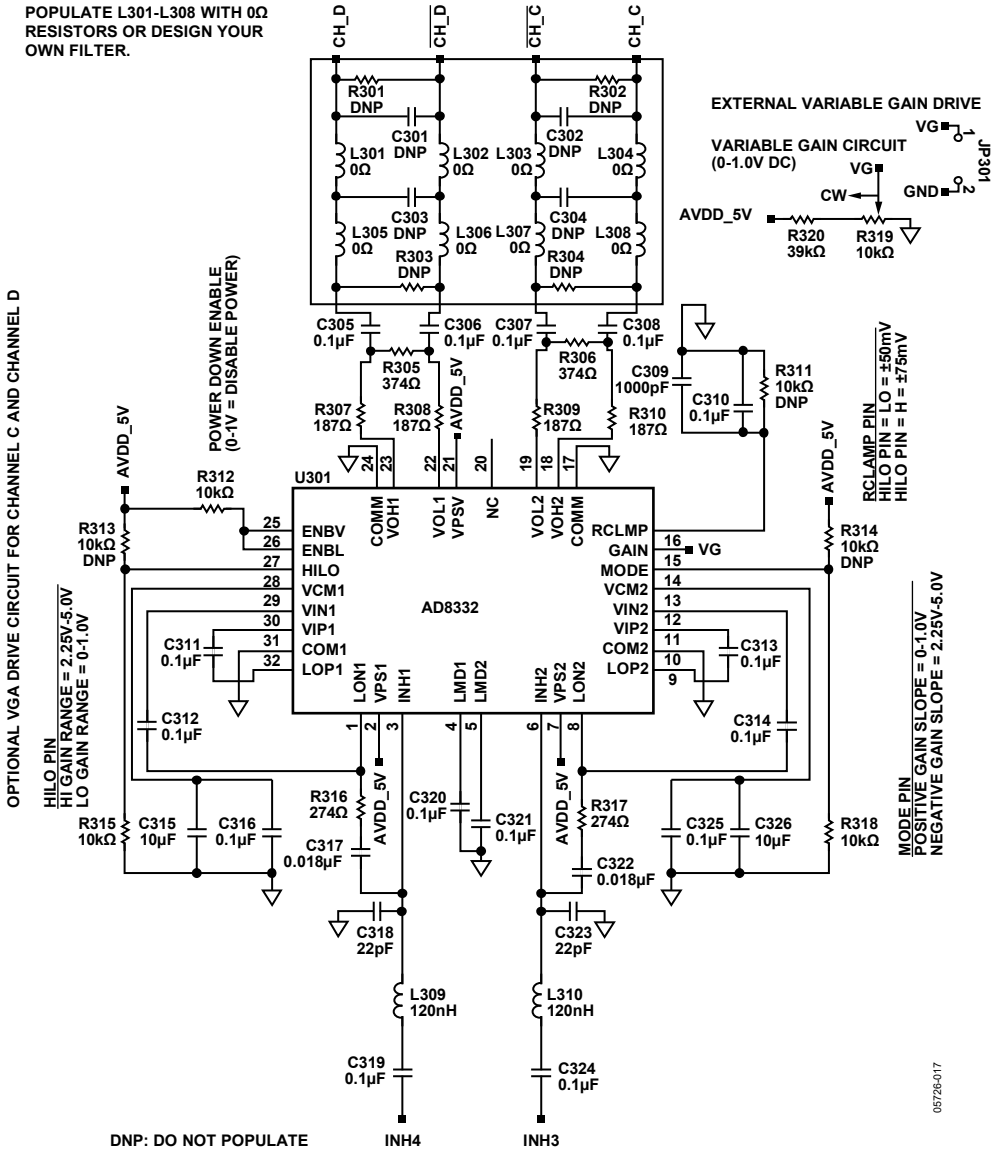 POPULATE L301-L308 WITH 0Ω
RESISTORS OR DESIGN YOUR
OWN FILTER.
CH_D
CH_D
CH_C
CH_C
R301
DNP
R302
DNP
C301
DNP
C302
DNP
L301
0Ω
L302
0Ω
L303
0Ω
L304
0Ω
C303
DNP
C304
DNP
L305
0Ω
L306
0Ω
L307
0Ω
L308
0Ω
R303
DNP
R304
DNP
EXTERNAL VARIABLE GAIN DRIVE
VG
1
JP301
GND
2
VARIABLE GAIN CIRCUIT
(0-1.0V DC)
VG
CW
AVDD_5V
R320
39kΩ
R319
10kΩ
OPTIONAL VGA DRIVE CIRCUIT FOR CHANNEL C AND CHANNEL D
POWER DOWN ENABLE
(0-1V = DISABLE POWER)
C305
0.1µF
C306
0.1µF
C307
0.1µF
C308
0.1µF
R305
374Ω
R306
374Ω
R307
187Ω
R308
187Ω
AVDD_5V
R309
187Ω
R310
187Ω
C309
1000pF
C310
0.1µF
R311
10kΩ
DNP
RCLAMP PIN
HILO PIN = LO = ±50mV
HILO PIN = H = ±75mV
AVDD_5V
R312
10kΩ
R313
10kΩ
DNP
AVDD_5V
R314
10kΩ
DNP
U301
24
23
22
21
20
19
18
17
COMM
VOH1
VOL1
VPSV
NC
VOL2
VOH2
COMM
25
ENBV
26
ENBL
27
HILO
28
VCM1
29
VIN1
30
VIP1
31
COM1
32
LOP1
AD8332
RCLMP
GAIN
16
VG
MODE
15
VCM2
14
VIN2
13
VIP2
12
COM2
11
LOP2
10
9
LON1
VPS1
INH1
LMD1
LMD2
INH2
VPS2
LON2
1
2
3
4
5
6
7
8
C311
0.1µF
C312
0.1µF
C313
0.1µF
C314
0.1µF
HILO PIN
HI GAIN RANGE = 2.25V-5.0V
LO GAIN RANGE = 0-1.0V
MODE PIN
POSITIVE GAIN SLOPE = 0-1.0V
NEGATIVE GAIN SLOPE = 2.25V-5.0V
R315
10kΩ
C315
10µF
C316
0.1µF
R316
274Ω
AVDD_5V
C317
0.018µF
C320
0.1µF
C321
0.1µF
AVDD_5V
R317
274Ω
C322
0.018µF
C325
0.1µF
C326
10µF
R318
10kΩ
C318
22pF
C323
22pF
L309
120nH
L310
120nH
C319
0.1µF
C324
0.1µF
DNP: DO NOT POPULATE
INH4
INH3
05726-017